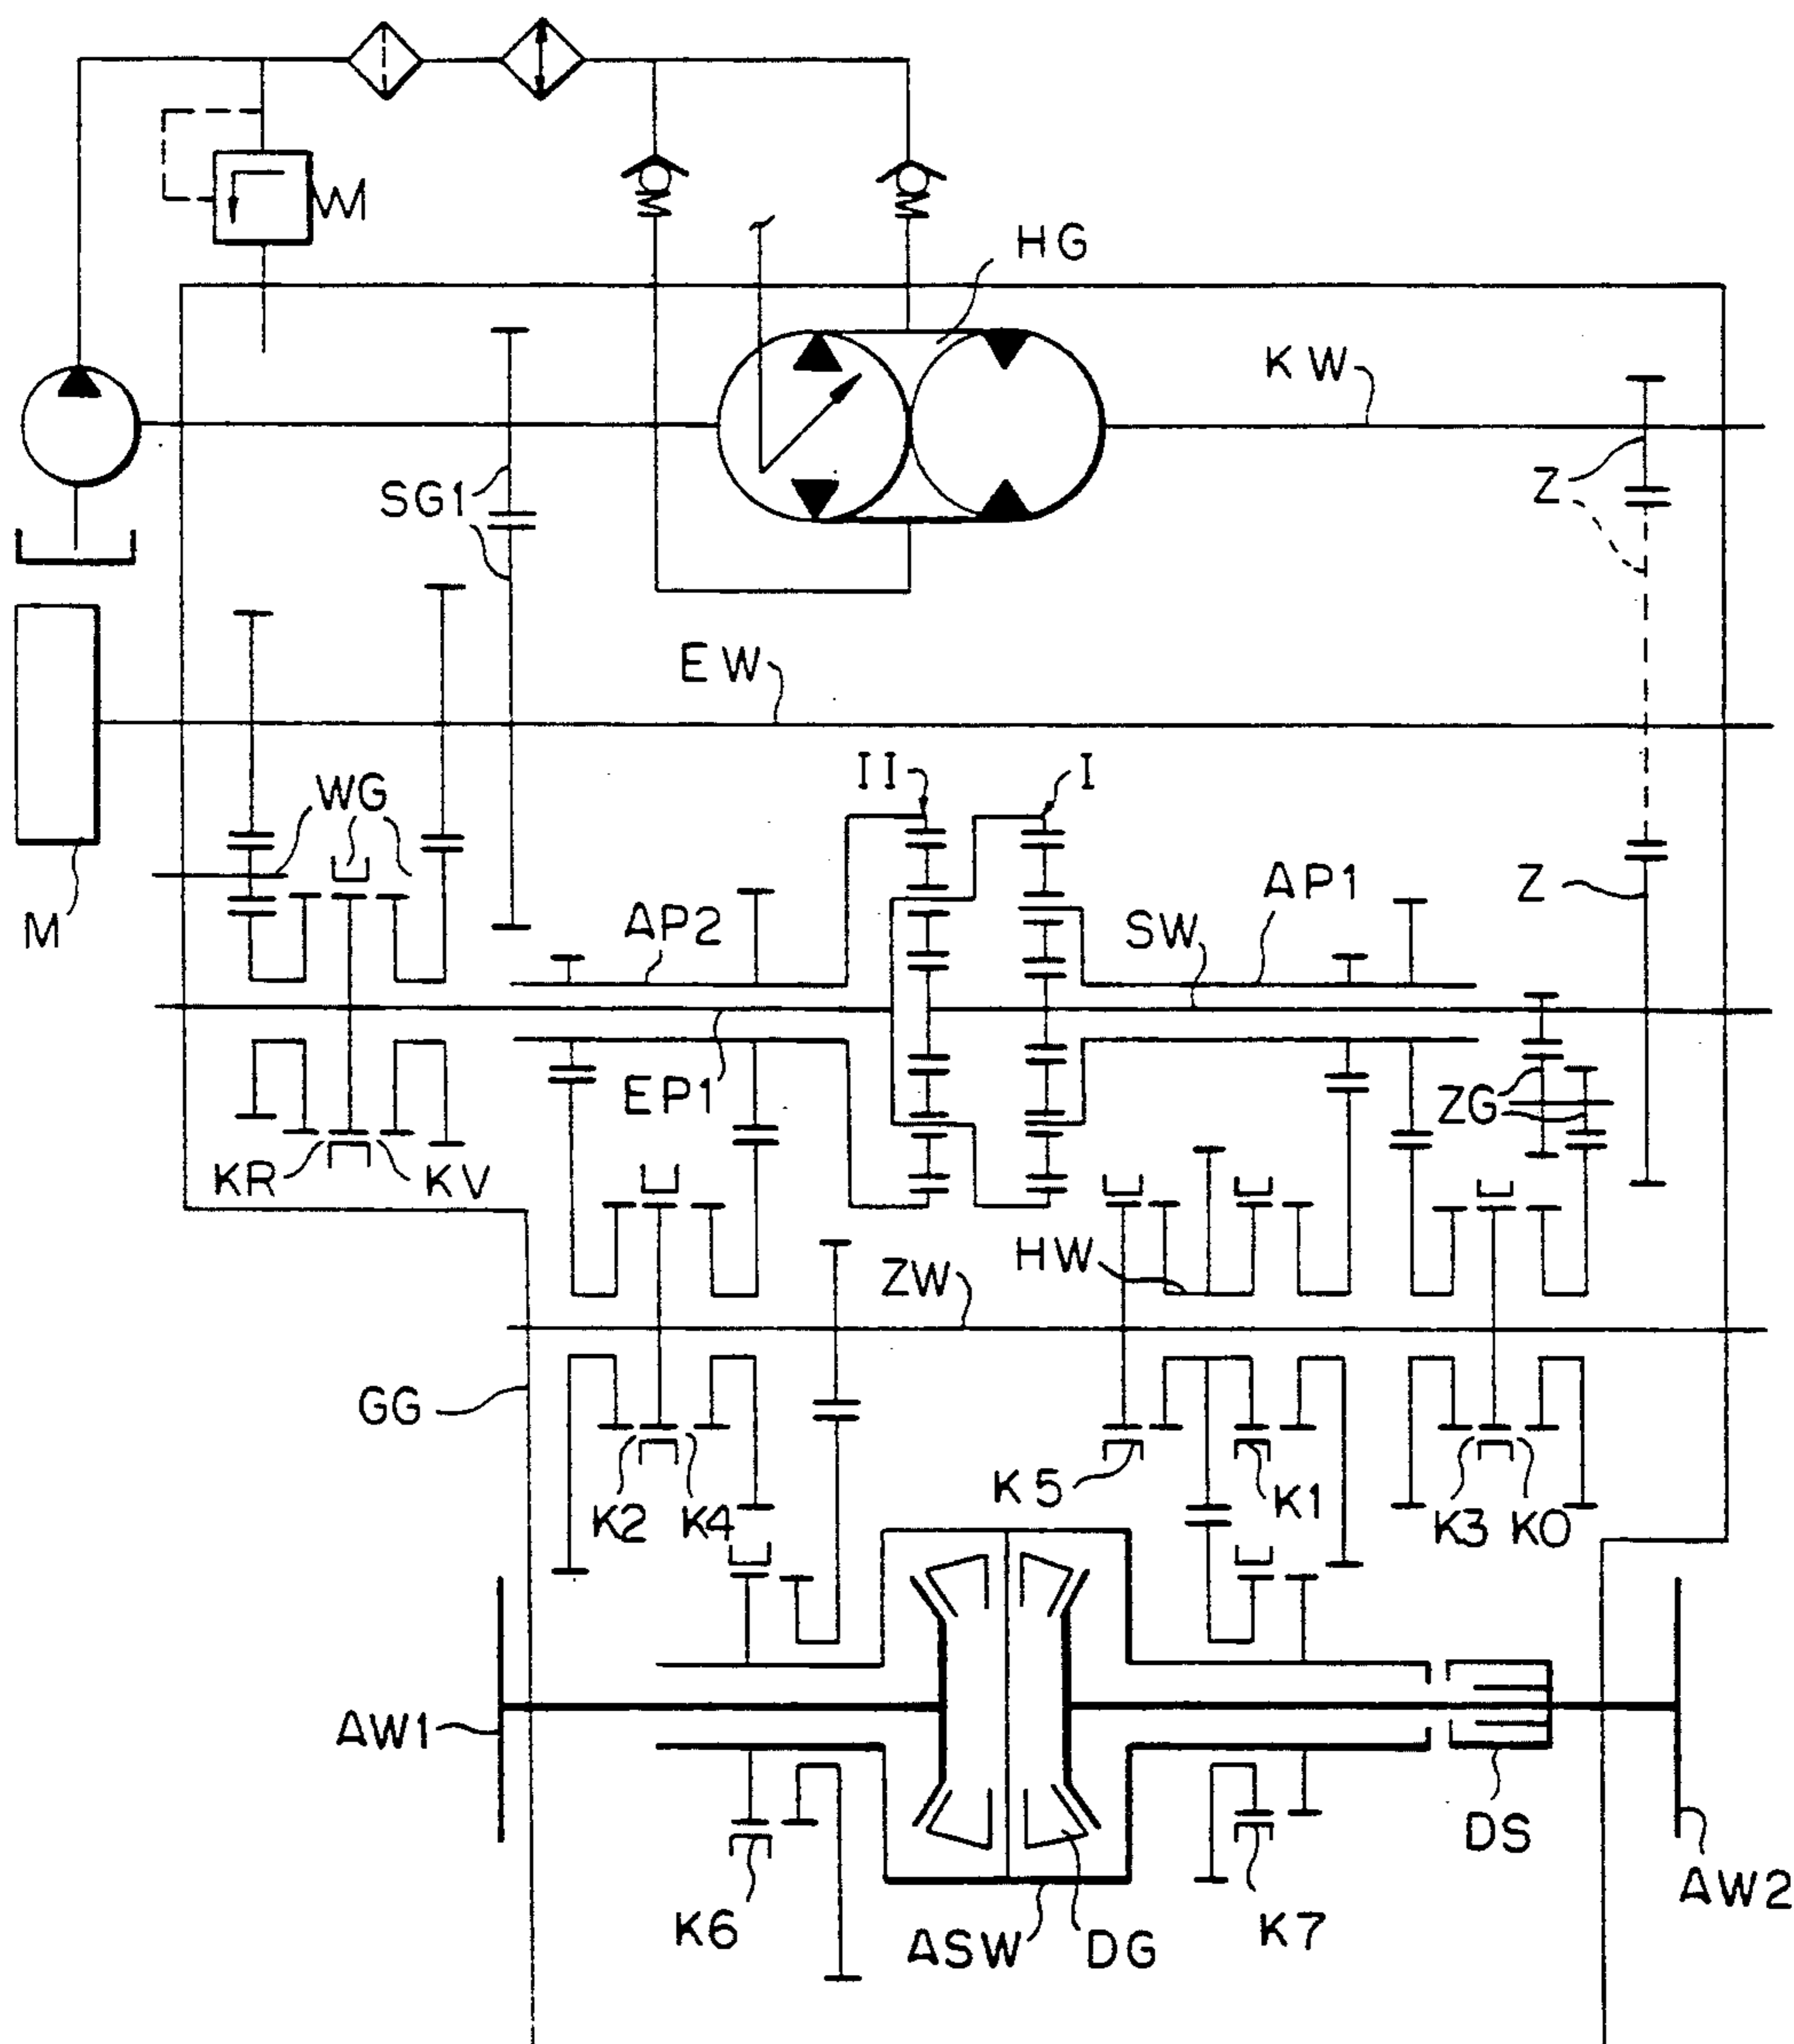 HG
KW
Z
SG1
EW
II
I
WG
M
AP2
AP1
SW
Z
EP1
ZG
KR
KV
HW
ZW
GG
K5
K1
K2
K4
K3
KO
AW1
DS
AW2
K6
ASW
DG
K7